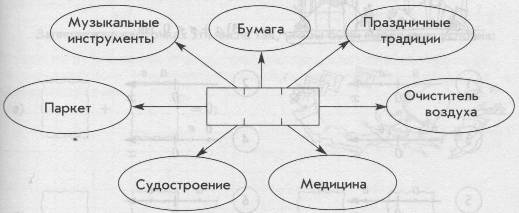 Музыкальные
инструменты
Бумага
Праздничные
традиции
Паркет
Очиститель
воздуха
Судостроение
Медицина